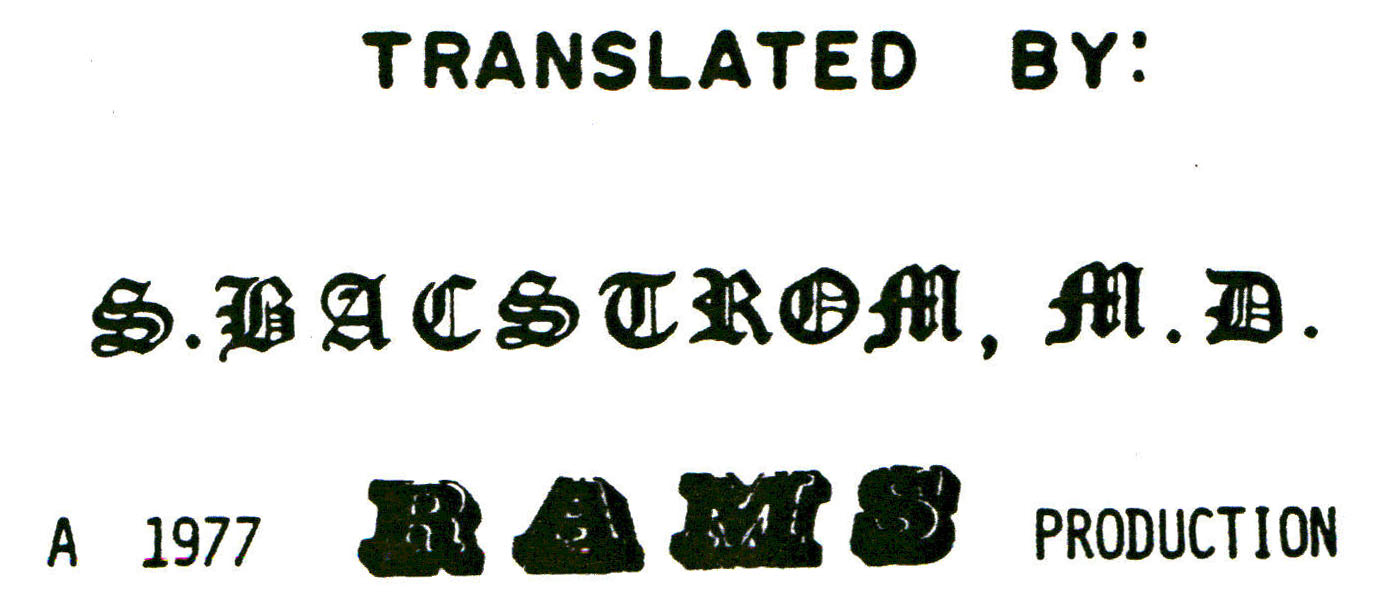 TRANSLATED BY:
S.BACSTROM, M.D.
A 1977 RAMS PRODUCTION